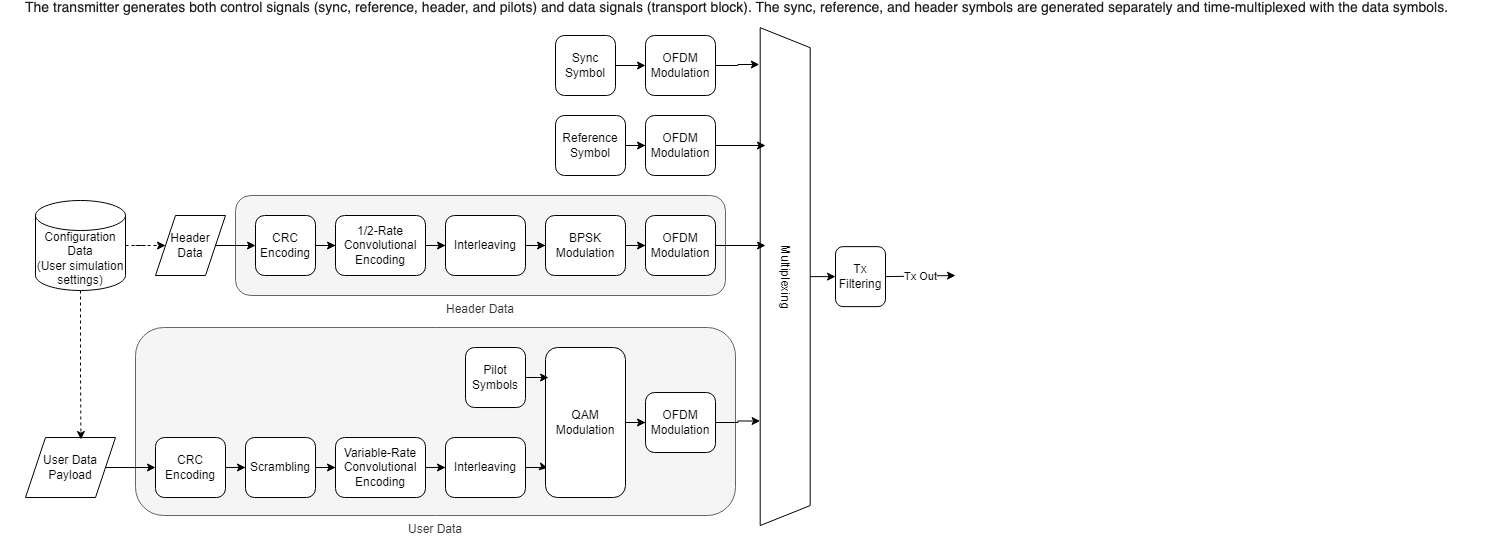 The transmitter generates both control signals (sync, reference, header, and pilots) and data signals (transport block). The sync, reference, and header symbols are generated separately and time-multiplexed with the data symbols.
Sync
Symbol
OFDM
Modulation
Reference
Symbol
OFDM
Modulation
Configuration
Data
(User simulation
settings)
Header
Data
CRC
Encoding
1/2-Rate
Convolutional
Encoding
Interleaving
BPSK
Modulation
OFDM
Modulation
Header Data
Multiplexing
Tx
Filtering
Tx Out
Pilot
Symbols
QAM
Modulation
OFDM
Modulation
User Data
Payload
CRC
Encoding
Scrambling
Variable-Rate
Convolutional
Encoding
Interleaving
User Data